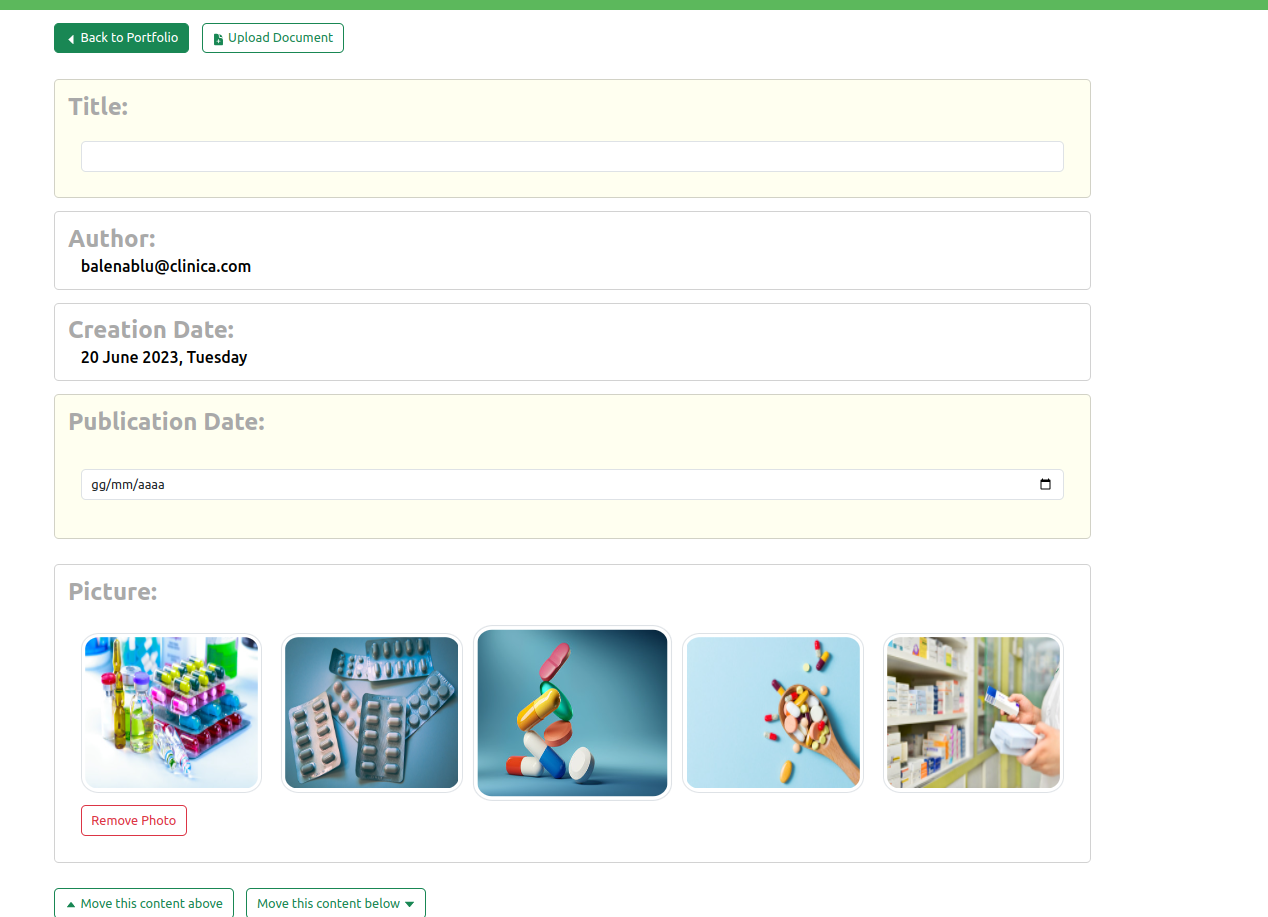 Back to Portfolio
Upload Document
Title:
Author:
balenablu@clinica.com
Creation Date:
20 June 2023, Tuesday
Publication Date:
gg/mm/aaaa
Picture:
Remove Photo
Move this content above
Move this content below